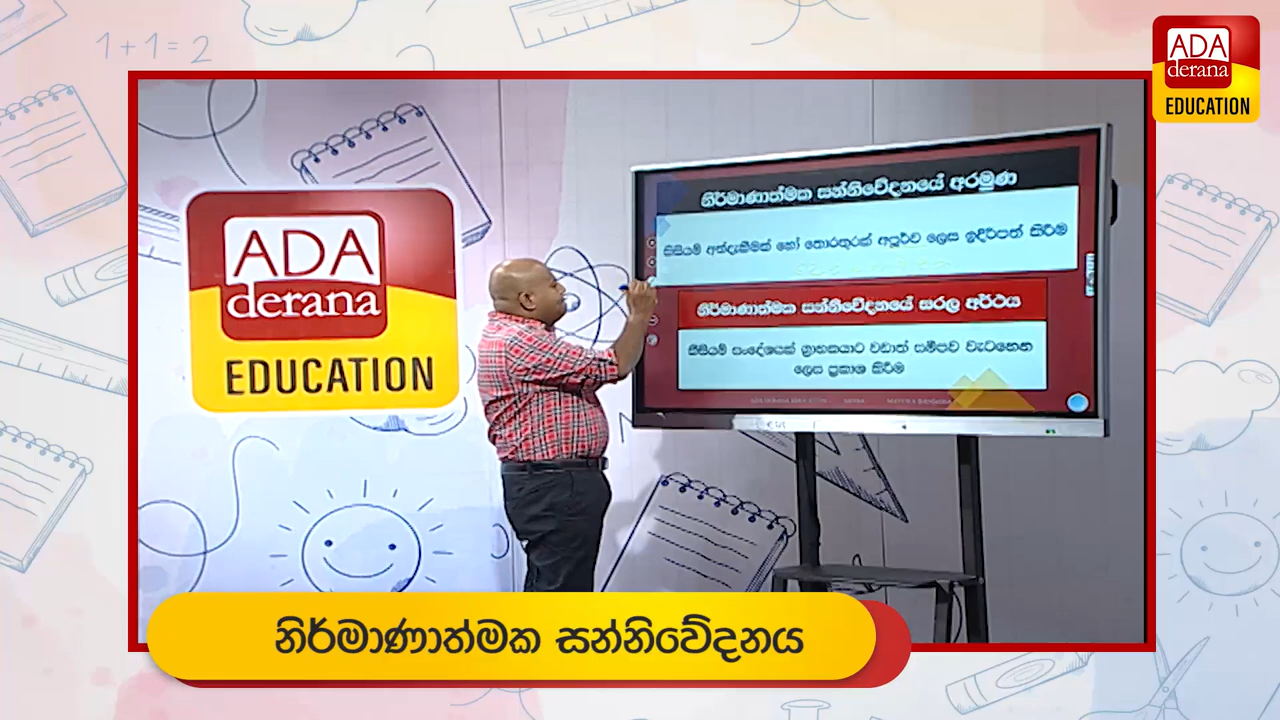 1 + 1 = 2
ADA
derana
EDUCATION
ADA
derana
EDUCATION
නිර්මාණාත්මක සන්නිවේදනයේ අරමුණ
කිසියම් අත්දැකීමක් හෝ තොරතුරක් අපූර්ව ලෙස ඉදිරිපත් කිරීම
නිර්මාණාත්මක සන්නිවේදනයේ සරල අර්ථය
කිසියම් සංදේශයක් ග්‍රාහකයාට වඩාත් සමීපව වැටහෙන
ලෙස ප්‍රකාශ කිරීම
නිර්මාණාත්මක සන්නිවේදනය